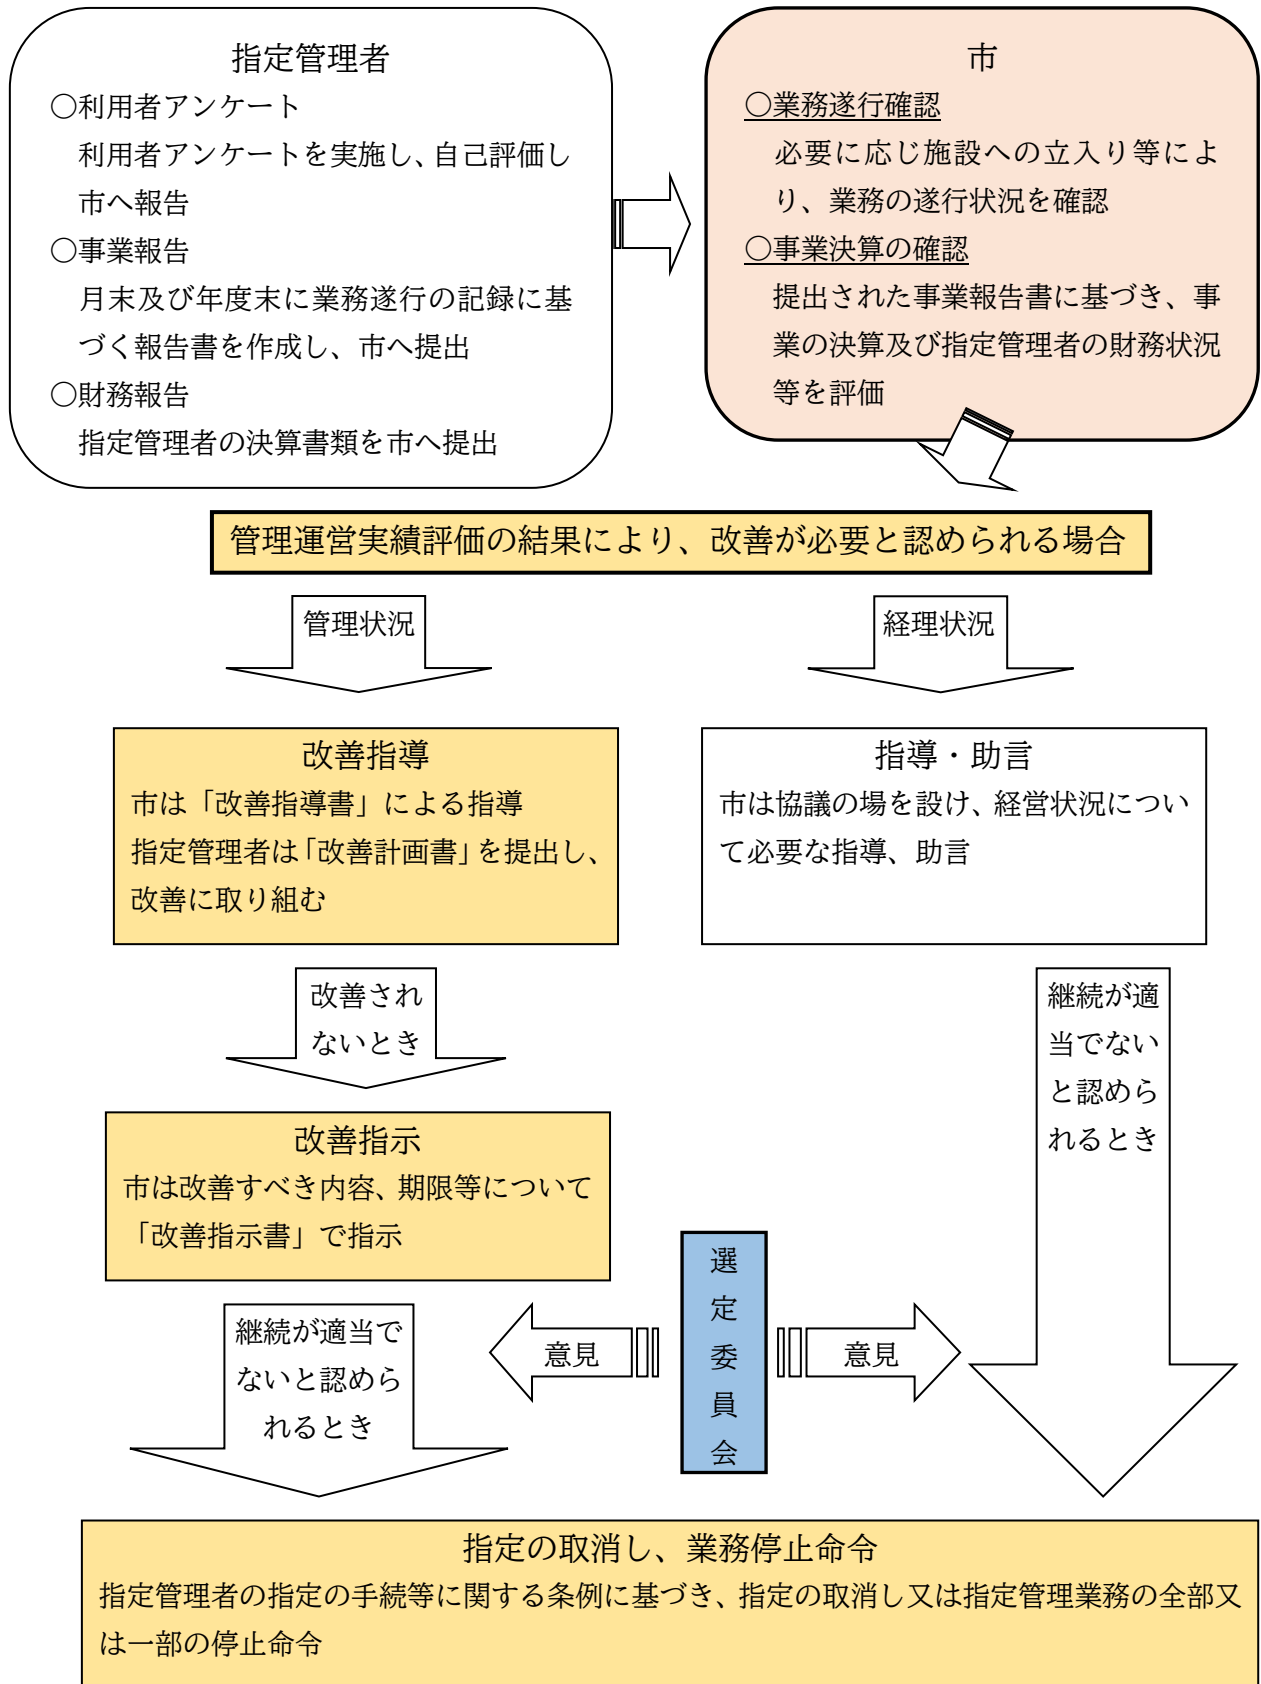 指定管理者
○利用者アンケート
利用者アンケートを実施し、自己評価し
市へ報告
○事業報告
月末及び年度末に業務遂行の記録に基
づく報告書を作成し、市へ提出
○財務報告
指定管理者の決算書類を市へ提出
市
○業務遂行確認
必要に応じ施設への立入り等によ
り、業務の遂行状況を確認
○事業決算の確認
提出された事業報告書に基づき、事
業の決算及び指定管理者の財務状況
等を評価
管理運営実績評価の結果により、改善が必要と認められる場合
管理状況
経理状況
改善指導
市は「改善指導書」による指導
指定管理者は「改善計画書」を提出し、
改善に取り組む
指導・助言
市は協議の場を設け、経営状況につい
て必要な指導、助言
改善され
ないとき
継続が適
当でない
と認めら
れるとき
改善指示
市は改善すべき内容、期限等について
「改善指示書」で指示
選
定
委
員
会
意見
意見
継続が適当で
ないと認めら
れるとき
指定の取消し、業務停止命令
指定管理者の指定の手続等に関する条例に基づき、指定の取消し又は指定管理業務の全部又
は一部の停止命令